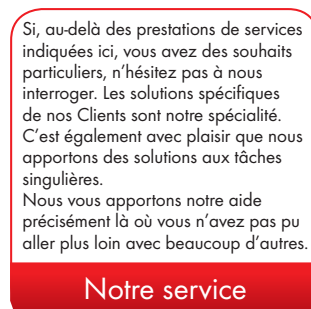 Si, au-delà des prestations de services
indiquées ici, vous avez des souhaits
particuliers, n’hésitez pas à nous
interroger. Les solutions spécifiques
de nos Clients sont notre spécialité.
C’est également avec plaisir que nous
apportons des solutions aux tâches
singulières.
Nous vous apportons notre aide
précisément là où vous n’avez pas pu
aller plus loin avec beaucoup d’autres.
Notre service